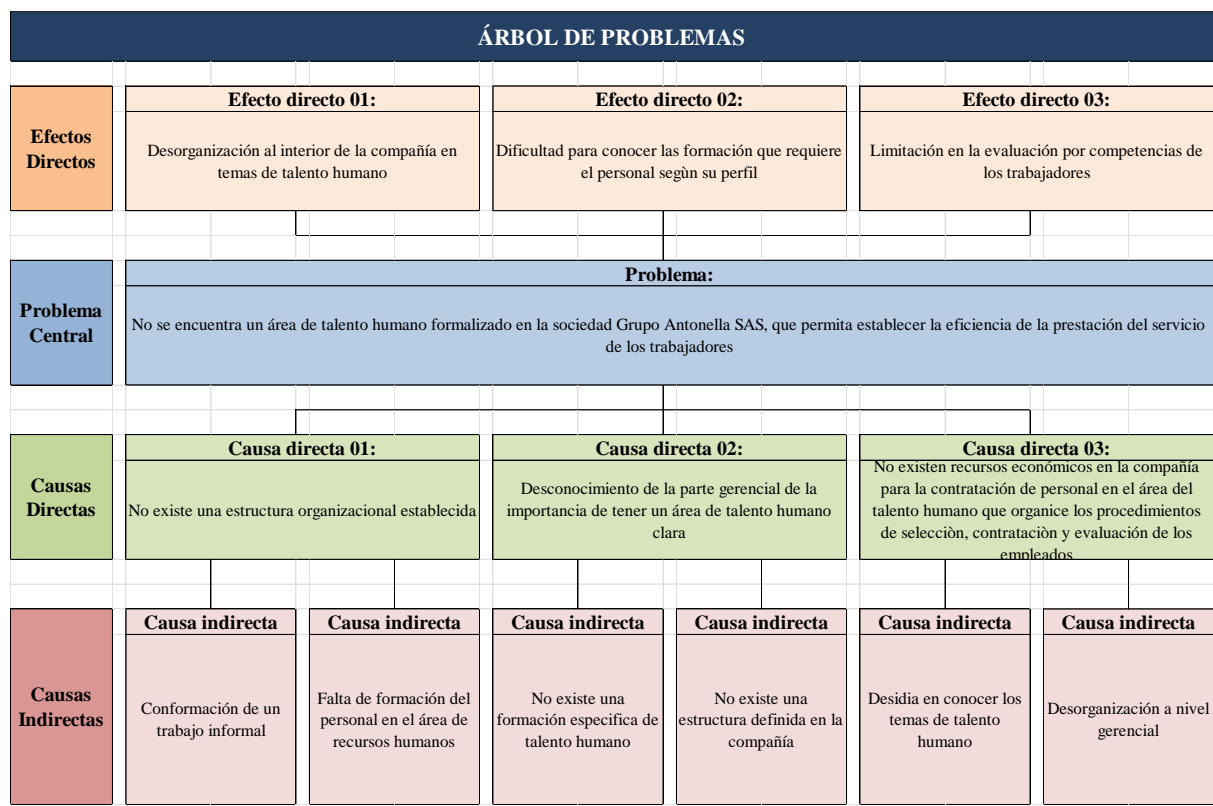 ÁRBOL DE PROBLEMAS
Efectos
Directos
Efecto directo 01:
Desorganización al interior de la compañía en
temas de talento humano
Efecto directo 02:
Dificultad para conocer las formación que requiere
el personal segùn su perfil
Efecto directo 03:
Limitación en la evaluación por competencias de
los trabajadores
Problema
Central
Problema:
No se encuentra un área de talento humano formalizado en la sociedad Grupo Antonella SAS, que permita establecer la eficiencia de la prestación del servicio
de los trabajadores
Causas
Directas
Causa directa 01:
No existe una estructura organizacional establecida
Causa directa 02:
Desconocimiento de la parte gerencial de la
importancia de tener un área de talento humano
clara
Causa directa 03:
No existen recursos económicos en la compañía
para la contratación de personal en el área del
talento humano que organice los procedimientos
de selecciòn, contrataciòn y evaluación de los
empleados
Causas
Indirectas
Causa indirecta
Conformación de un
trabajo informal
Causa indirecta
Falta de formación del
personal en el área de
recursos humanos
Causa indirecta
No existe una
formación especifica de
talento humano
Causa indirecta
No existe una
estructura definida en la
compañía
Causa indirecta
Desidia en conocer los
temas de talento
humano
Causa indirecta
Desorganización a nivel
gerencial